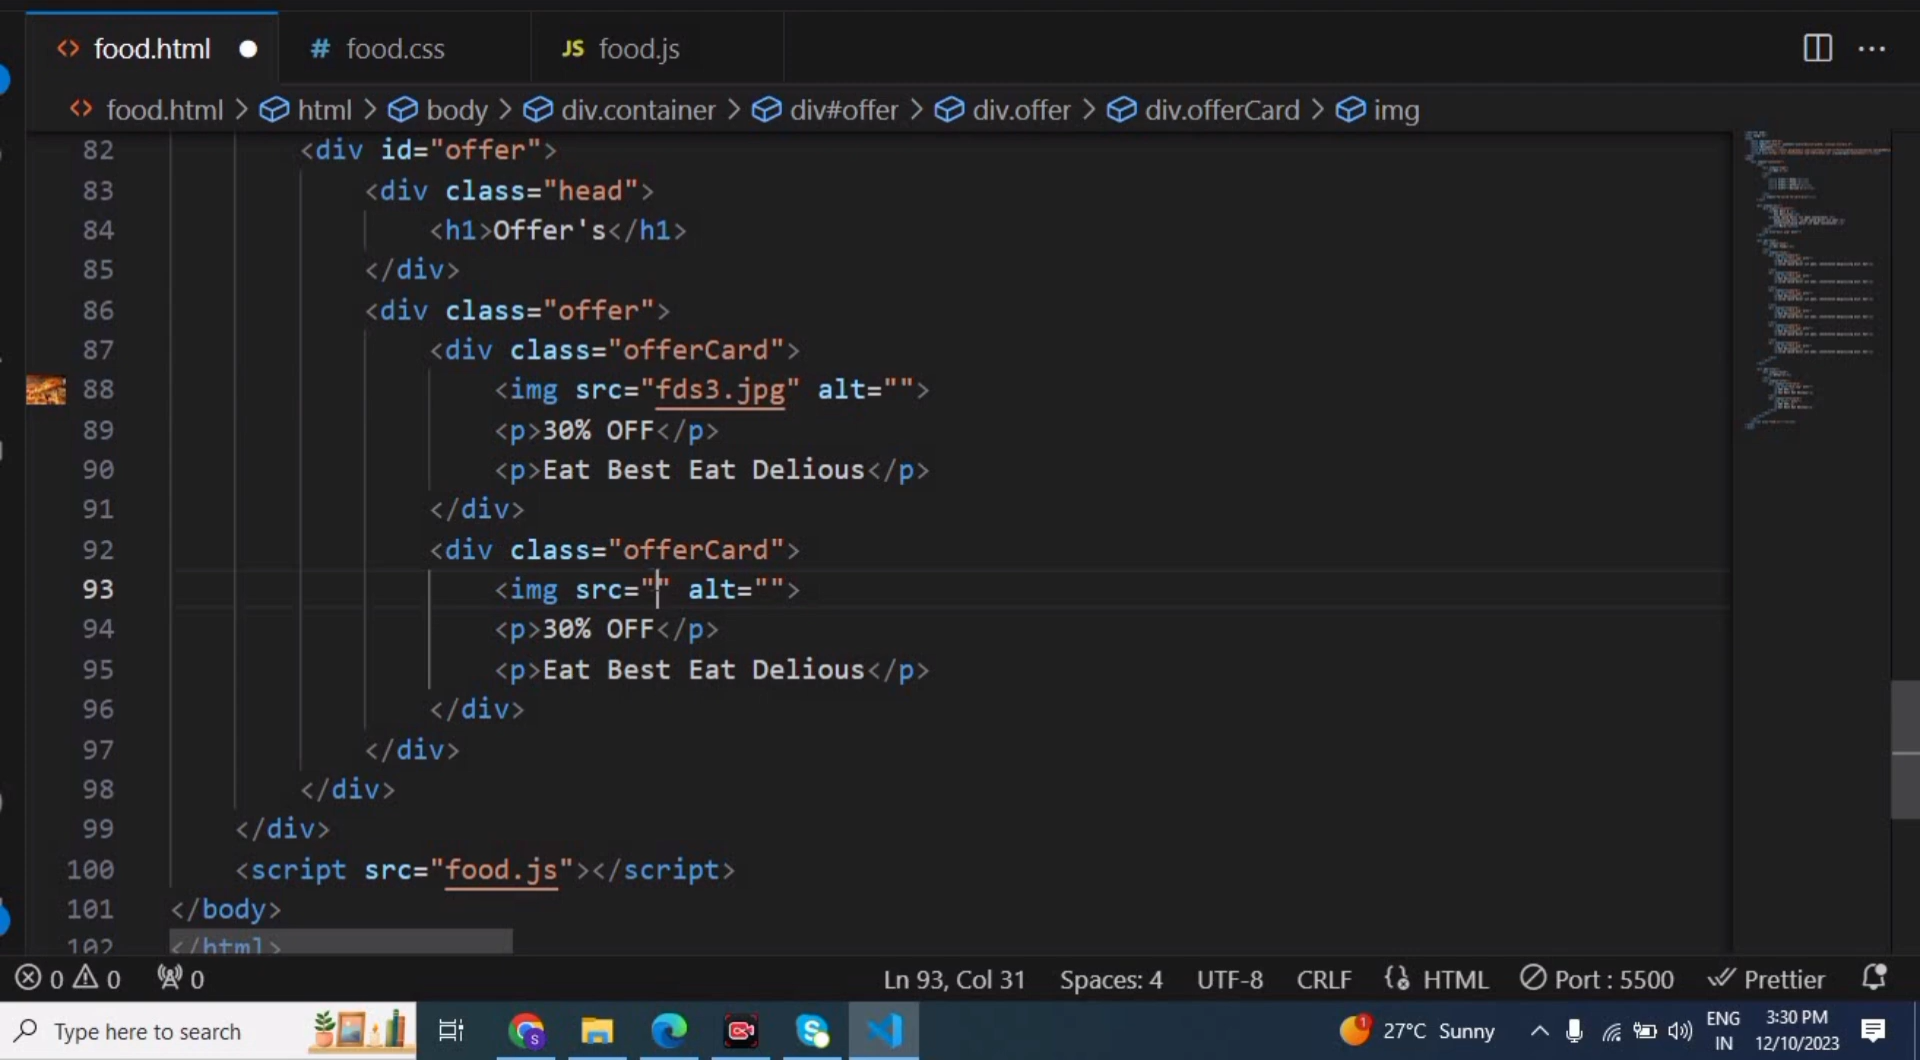 food.html
food.css
JS food.js
food.html > html > body > div.container > div#offer > div.offer > div.offerCard > img
82 <div id="offer">
83 <div class="head">
84 <h1>Offer's</h1>
85 </div>
86 <div class="offer">
87 <div class="offerCard">
88 <img src="fds3.jpg" alt="">
89 <p>30% OFF</p>
90 <p>Eat Best Eat Delious</p>
91 </div>
92 <div class="offerCard">
93 <img src="" alt="">
94 <p>30% OFF</p>
95 <p>Eat Best Eat Delious</p>
96 </div>
97 </div>
98 </div>
99 </div>
100 <script src="food.js"></script>
101 </body>
102 </html>
0 0 0 Ln 93, Col 31 Spaces: 4 UTF-8 CRLF HTML Port : 5500 Prettier
Type here to search
S
1
27°C Sunny
ENG
IN
3:30 PM
12/10/2023